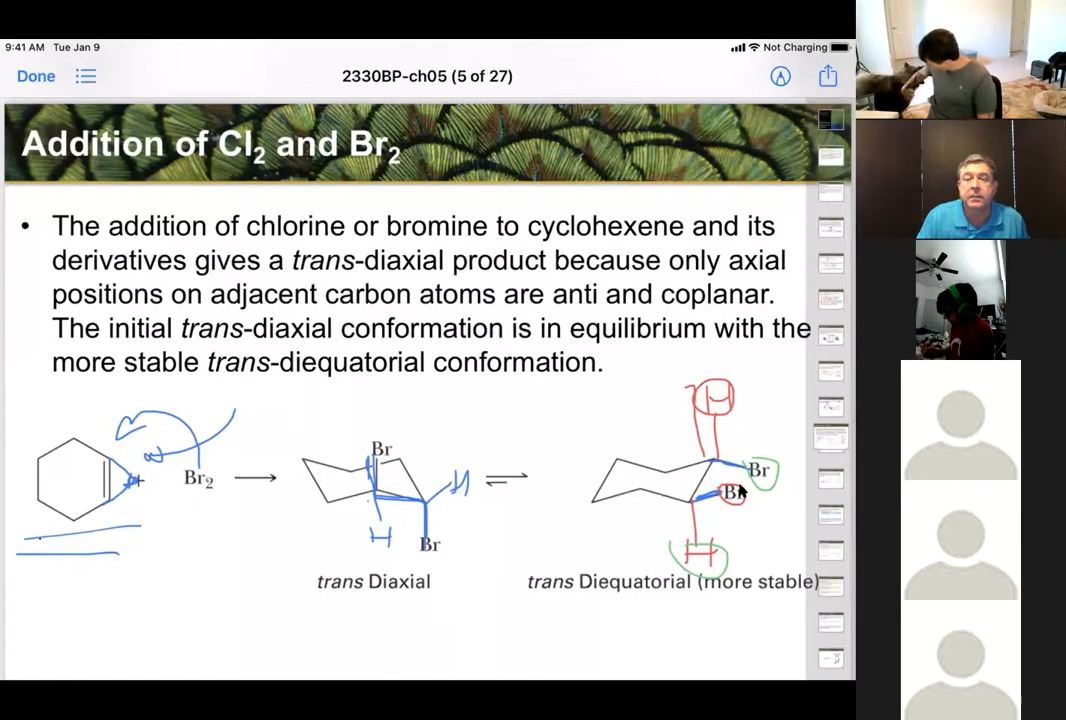 9:41 AM Tue Jan 9
Not Charging
Done
2330BP-ch05 (5 of 27)
Addition of Cl₂ and Br₂
• The addition of chlorine or bromine to cyclohexene and its
derivatives gives a trans-diaxial product because only axial
positions on adjacent carbon atoms are anti and coplanar.
The initial trans-diaxial conformation is in equilibrium with the
more stable trans-diequatorial conformation.
H
Br
Br
H
+
Br₂
Br
H
Br
H
trans Diaxial
trans Diequatorial (more stable)